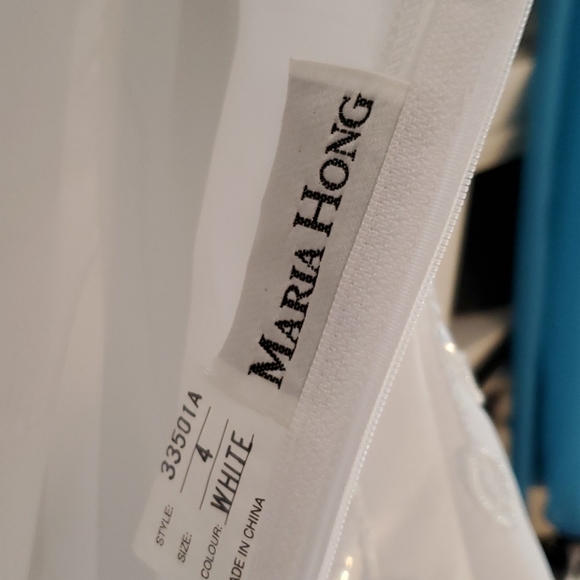 MARIA HONG
STYLE: 33501A
SIZE: 4
COLOUR: WHITE
ADE IN CHINA